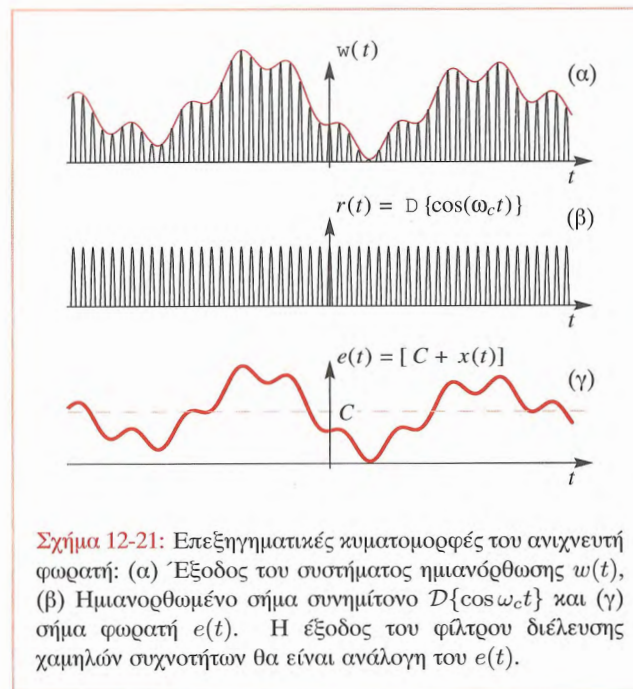 w(t)
(α)
t
r(t) = D {cos(ω_c t)}
(β)
t
e(t) = [ C + x(t)]
(γ)
C
t
Σχήμα 12-21: Επεξηγηματικές κυματομορφές του ανιχνευτή
φωρατή: (α) Έξοδος του συστήματος ημιανόρθωσης w(t),
(β) Ημιανορθωμένο σήμα συνημίτονο D{cos ω_c t} και (γ)
σήμα φωρατή e(t). Η έξοδος του φίλτρου διέλευσης
χαμηλών συχνοτήτων θα είναι ανάλογη του e(t).